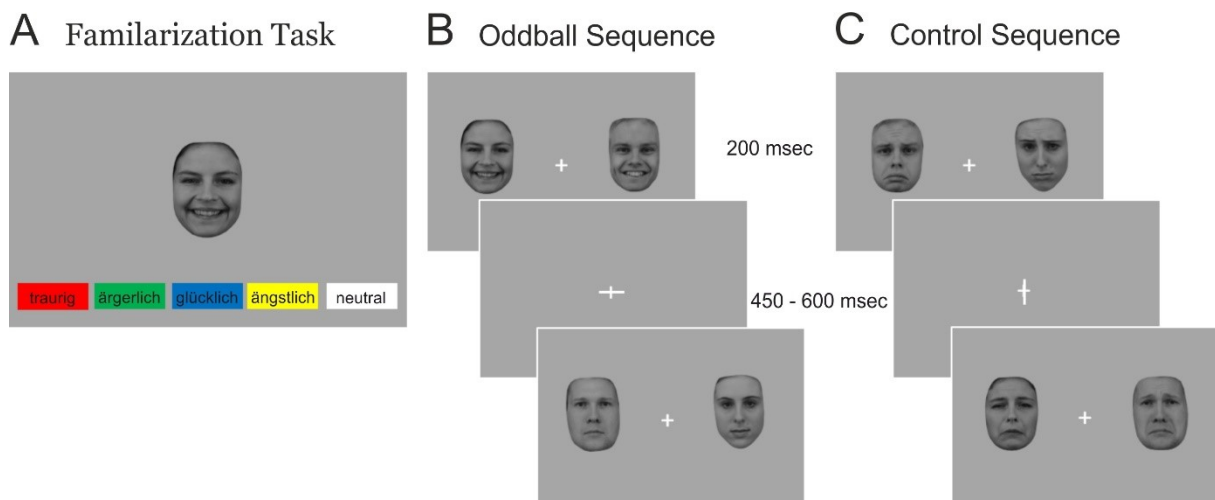 A Familarization Task
traurig
ärgerlich
glücklich
ängstlich
neutral
B Oddball Sequence
C Control Sequence
200 msec
450 - 600 msec